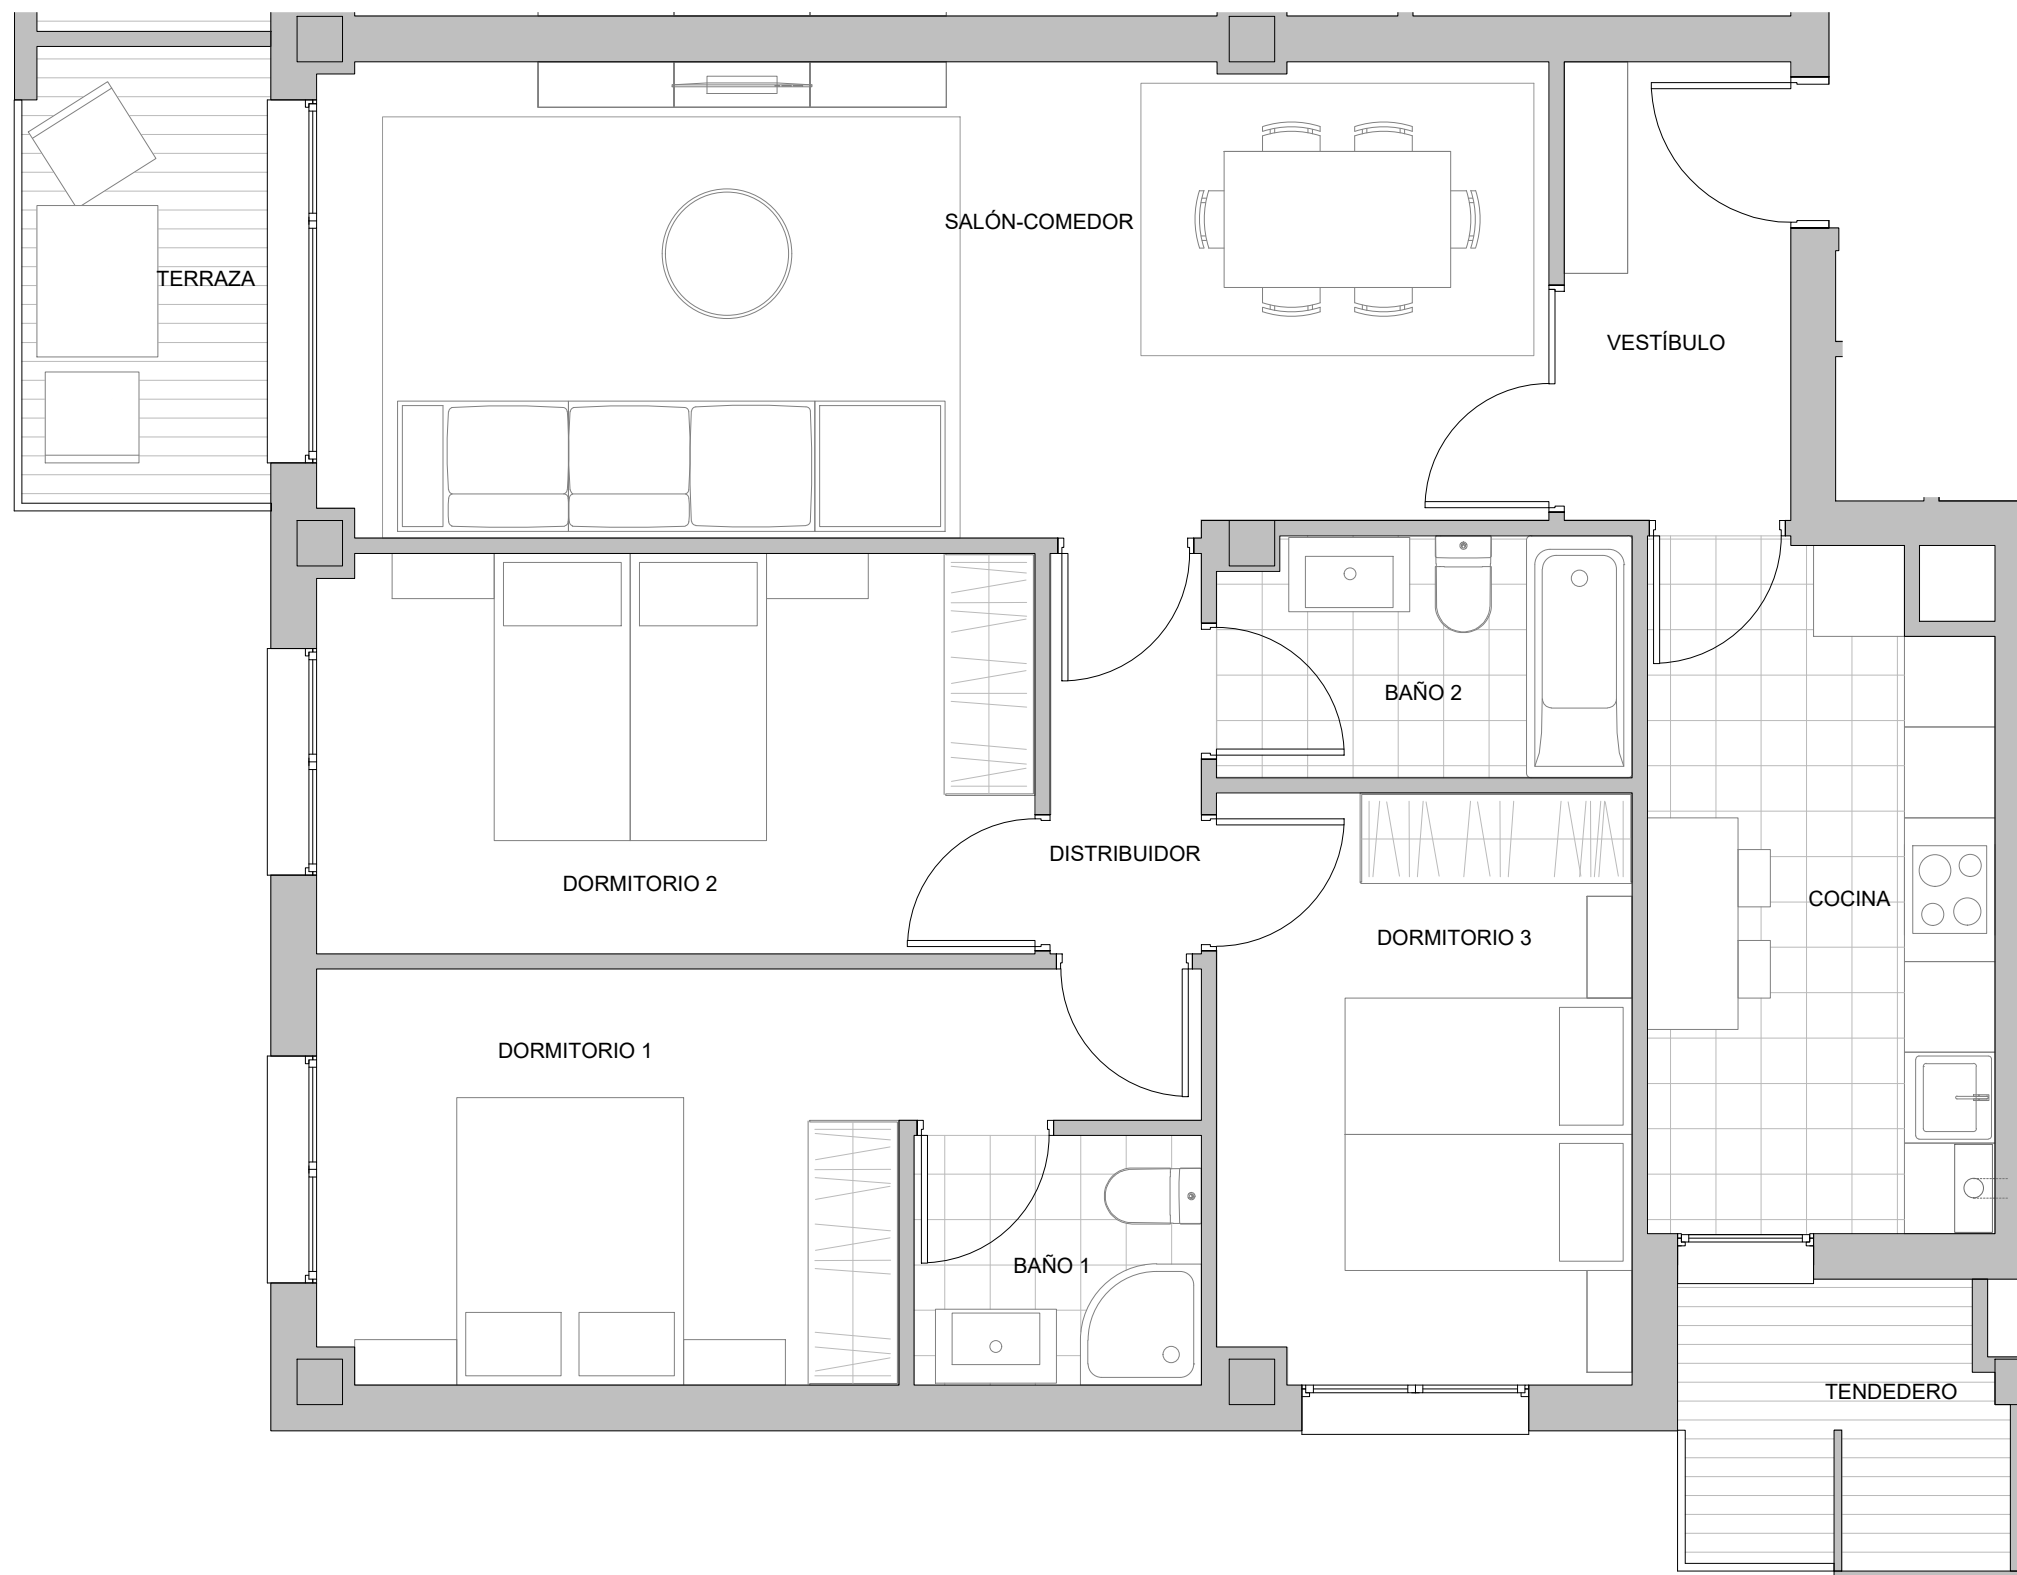 SALÓN-COMEDOR
TERRAZA
VESTÍBULO
BAÑO 2
DISTRIBUIDOR
DORMITORIO 2
COCINA
DORMITORIO 3
DORMITORIO 1
BAÑO 1
TENDEDERO